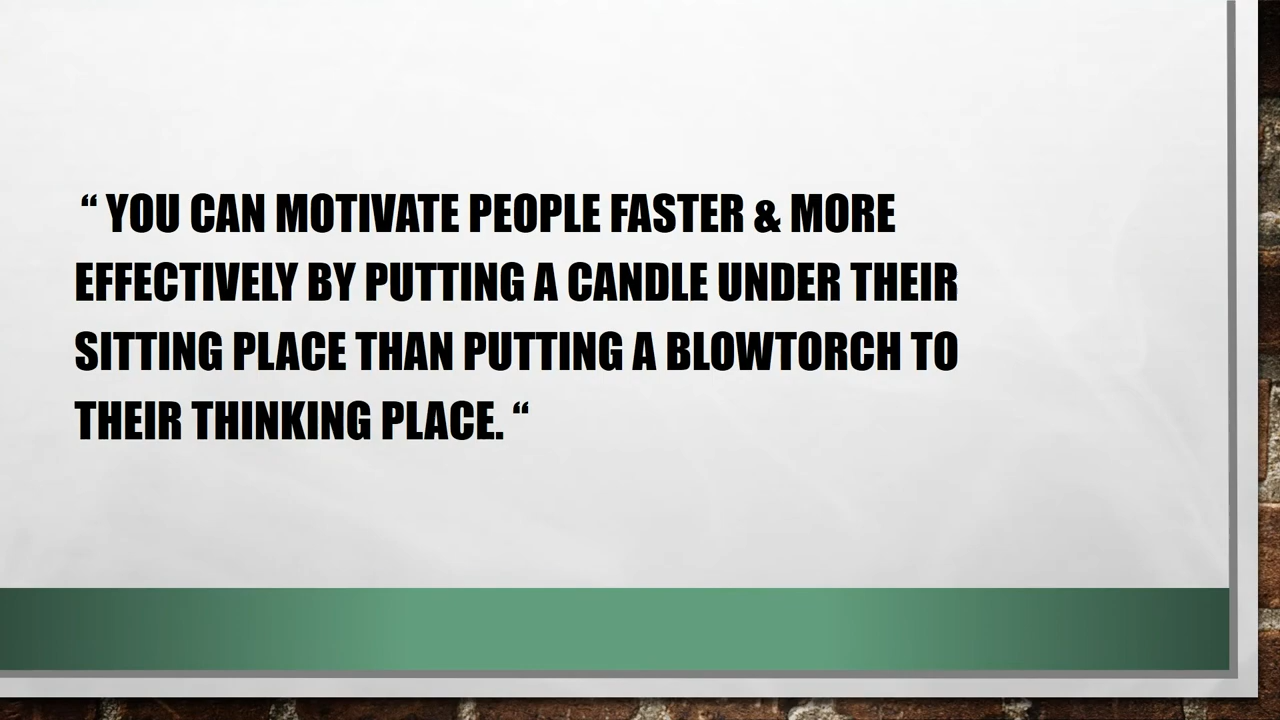 “ YOU CAN MOTIVATE PEOPLE FASTER & MORE
EFFECTIVELY BY PUTTING A CANDLE UNDER THEIR
SITTING PLACE THAN PUTTING A BLOWTORCH TO
THEIR THINKING PLACE. “